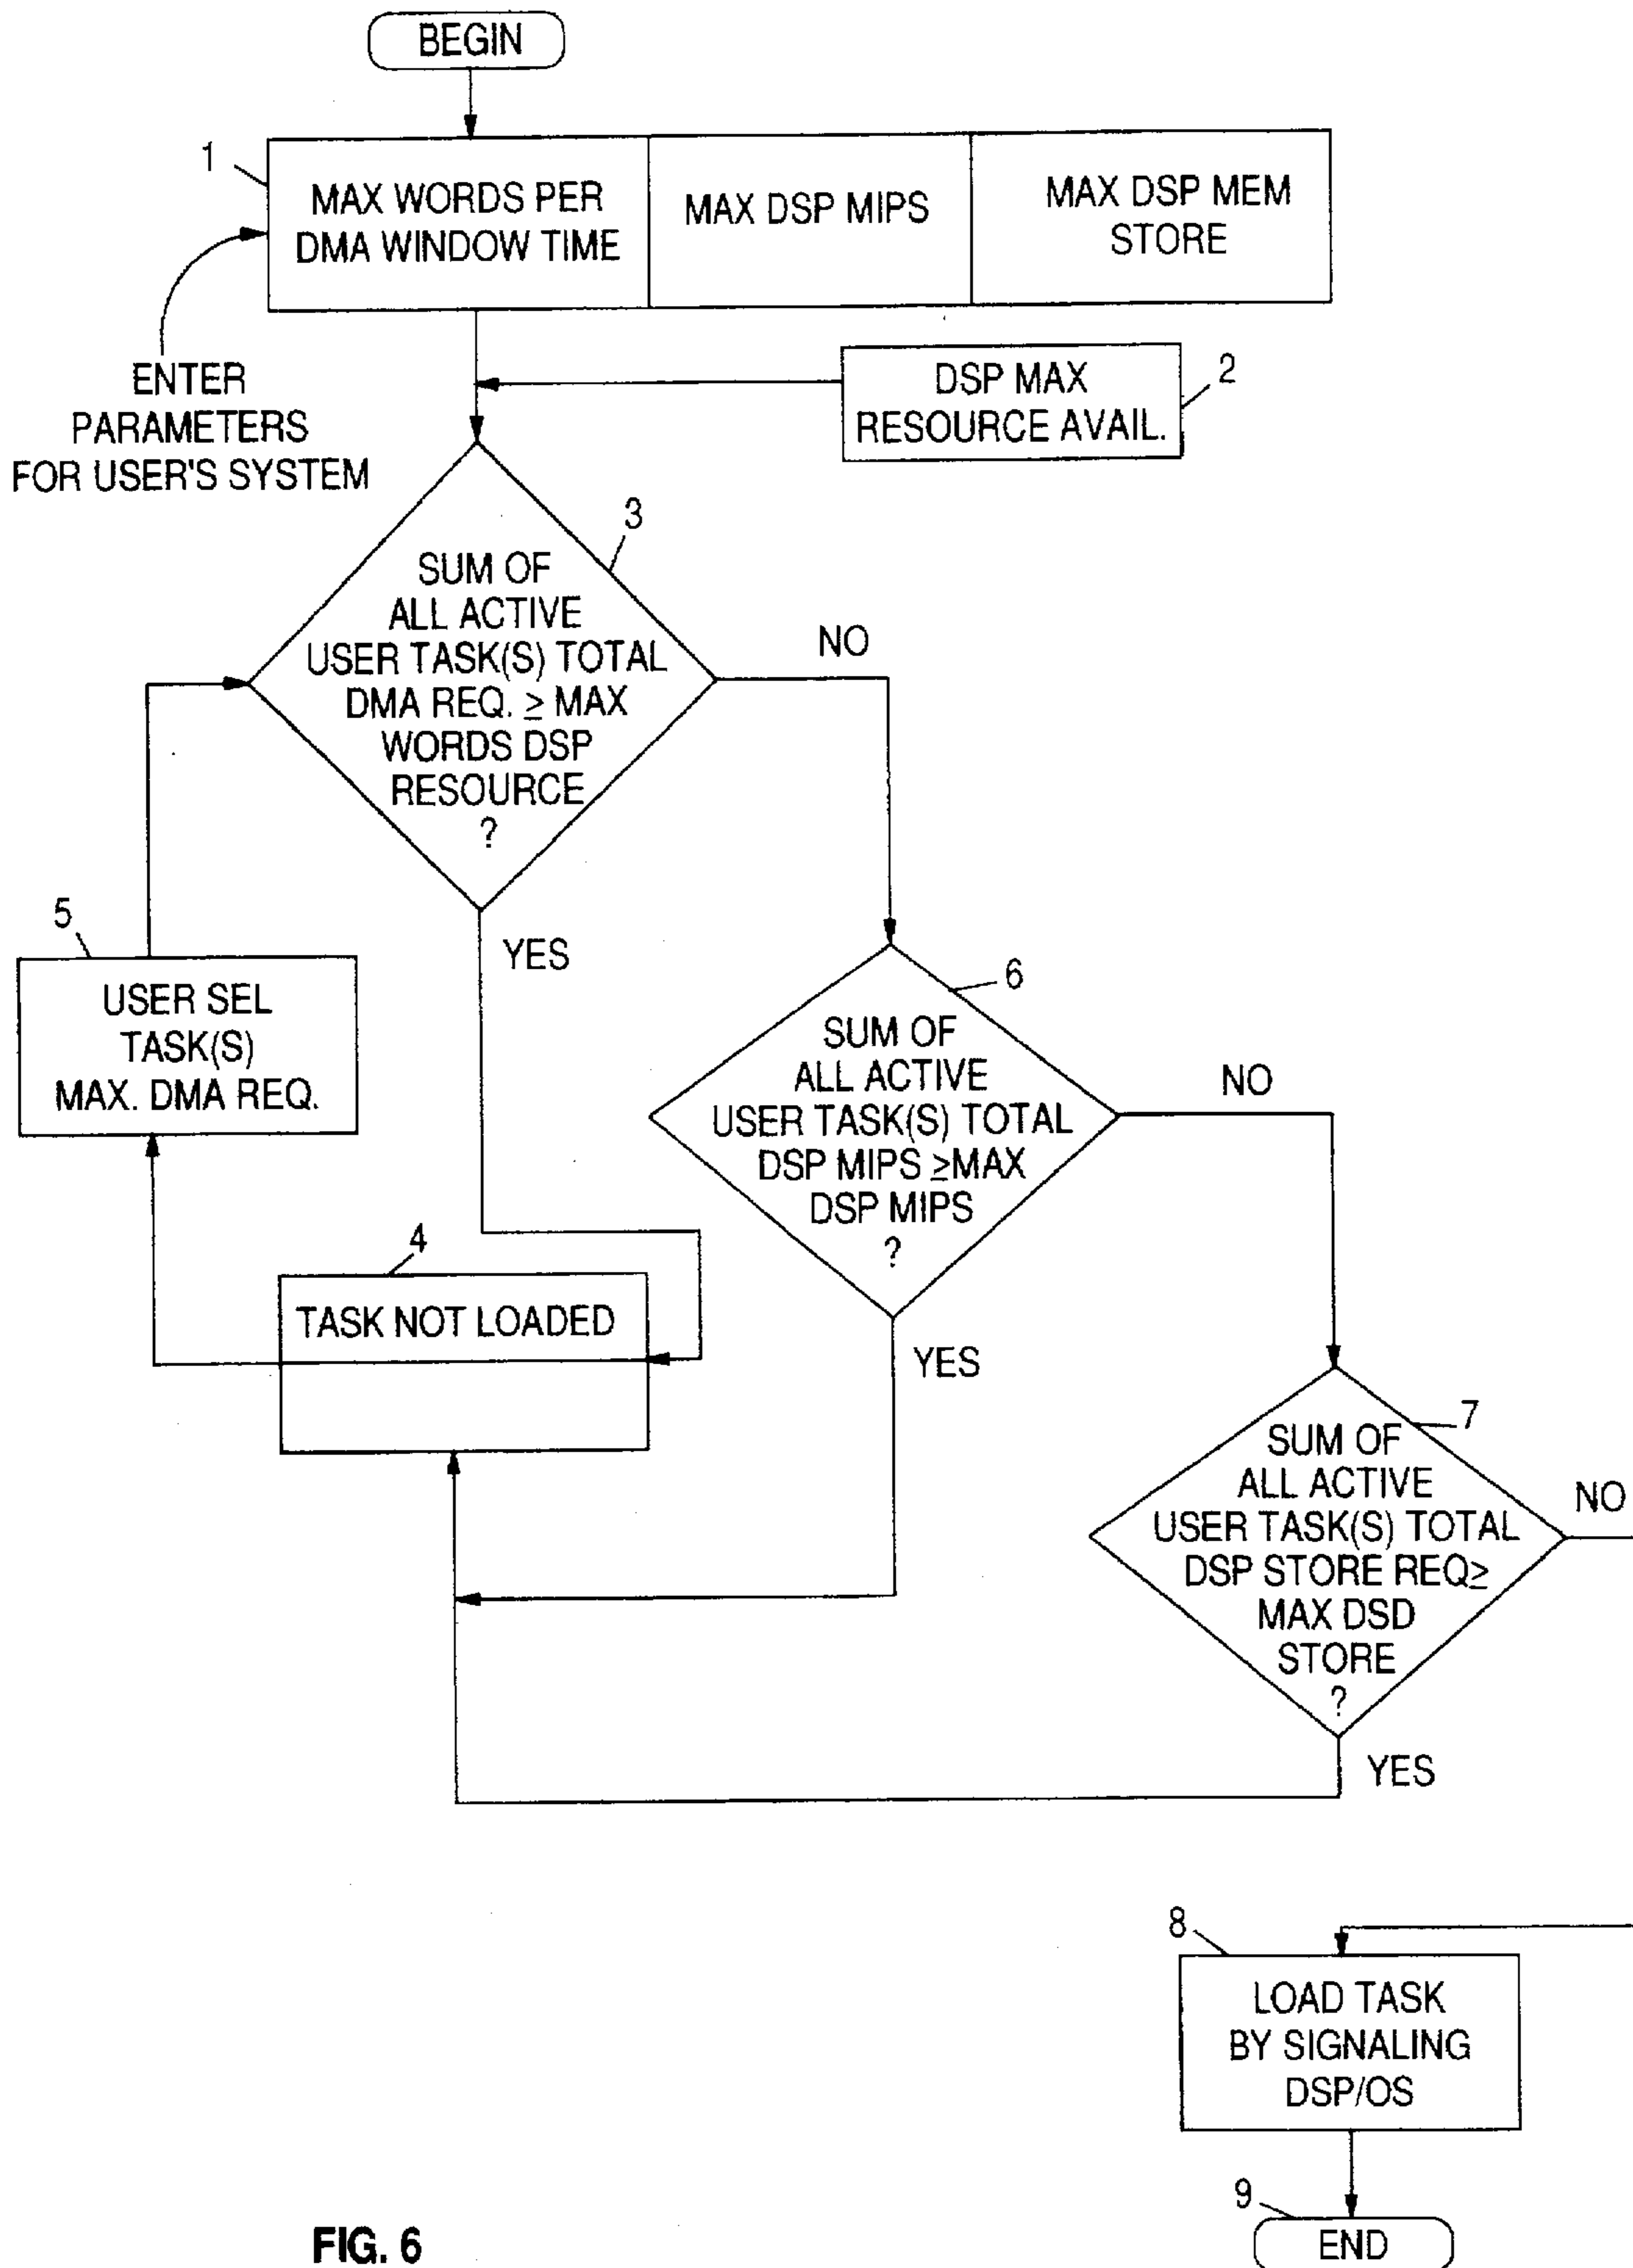 BEGIN
1
MAX WORDS PER
DMA WINDOW TIME
MAX DSP MIPS
MAX DSP MEM
STORE
ENTER
PARAMETERS
FOR USER'S SYSTEM
DSP MAX
RESOURCE AVAIL.
2
3
SUM OF
ALL ACTIVE
USER TASK(S) TOTAL
DMA REQ. ≥ MAX
WORDS DSP
RESOURCE
?
NO
YES
5
USER SEL
TASK(S)
MAX. DMA REQ.
6
SUM OF
ALL ACTIVE
USER TASK(S) TOTAL
DSP MIPS ≥MAX
DSP MIPS
?
NO
YES
4
TASK NOT LOADED
7
SUM OF
ALL ACTIVE
USER TASK(S) TOTAL
DSP STORE REQ≥
MAX DSD
STORE
?
NO
YES
8
LOAD TASK
BY SIGNALING
DSP/OS
9
END
FIG. 6